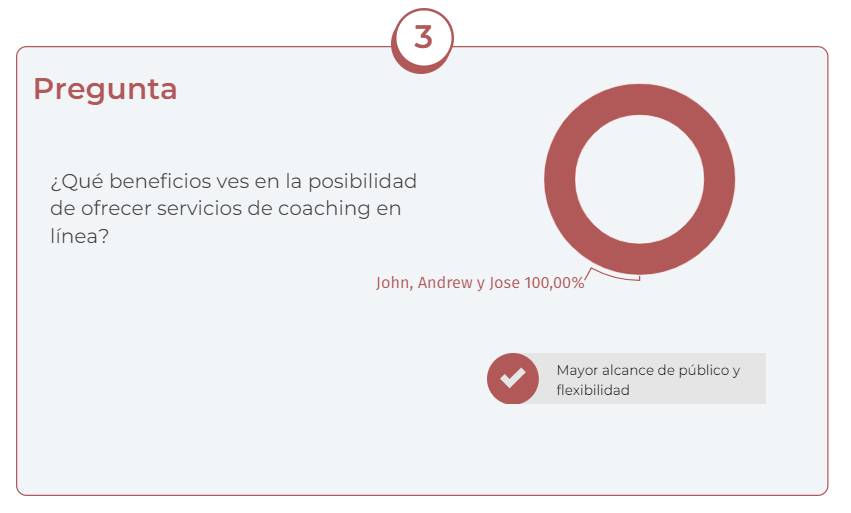 3
Pregunta
¿Qué beneficios ves en la posibilidad
de ofrecer servicios de coaching en
línea?
John, Andrew y Jose 100,00%
Mayor alcance de público y
flexibilidad